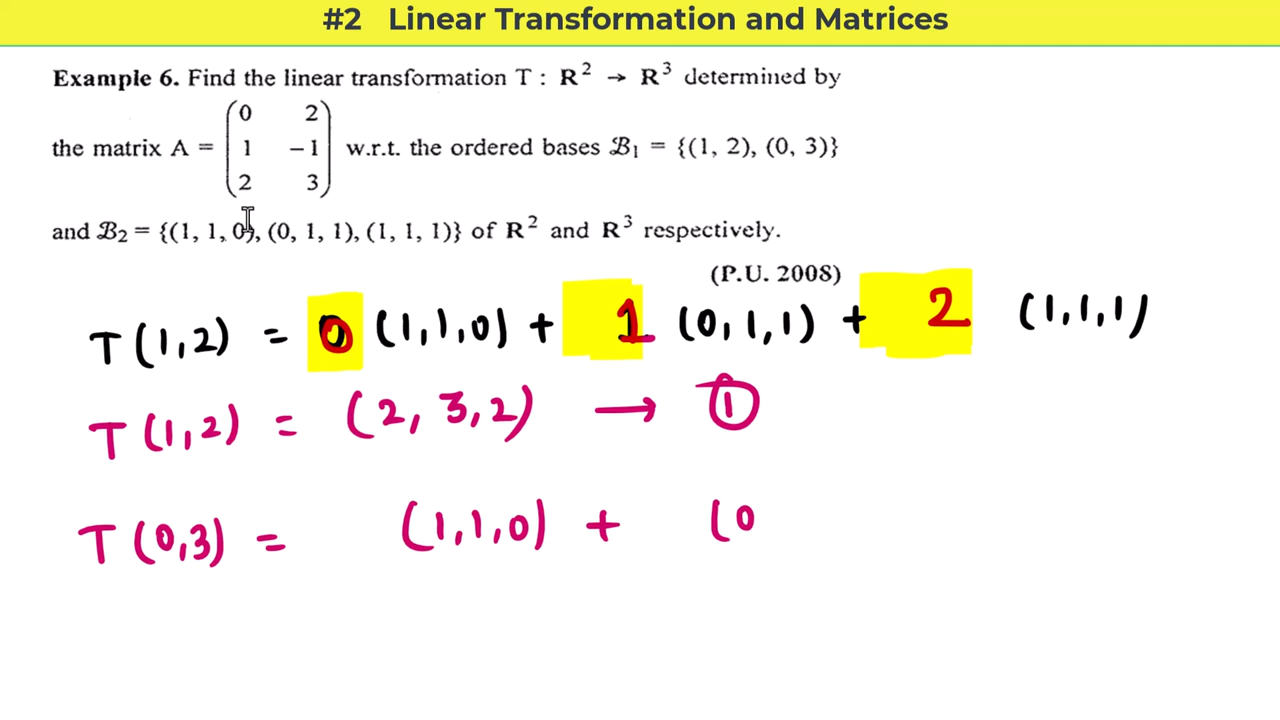 #2 Linear Transformation and Matrices
Example 6. Find the linear transformation T : R² → R³ determined by
the matrix A = (0 2
1 −1
2 3) w.r.t. the ordered bases ℬ₁ = {(1, 2), (0, 3)}
and ℬ₂ = {(1, 1, 0), (0, 1, 1), (1, 1, 1)} of R² and R³ respectively.
(P.U. 2008)
T(1,2) = 0 (1,1,0) + 1 (0,1,1) + 2 (1,1,1)
T(1,2) = (2,3,2) → ①
T(0,3) = (1,1,0) + (0